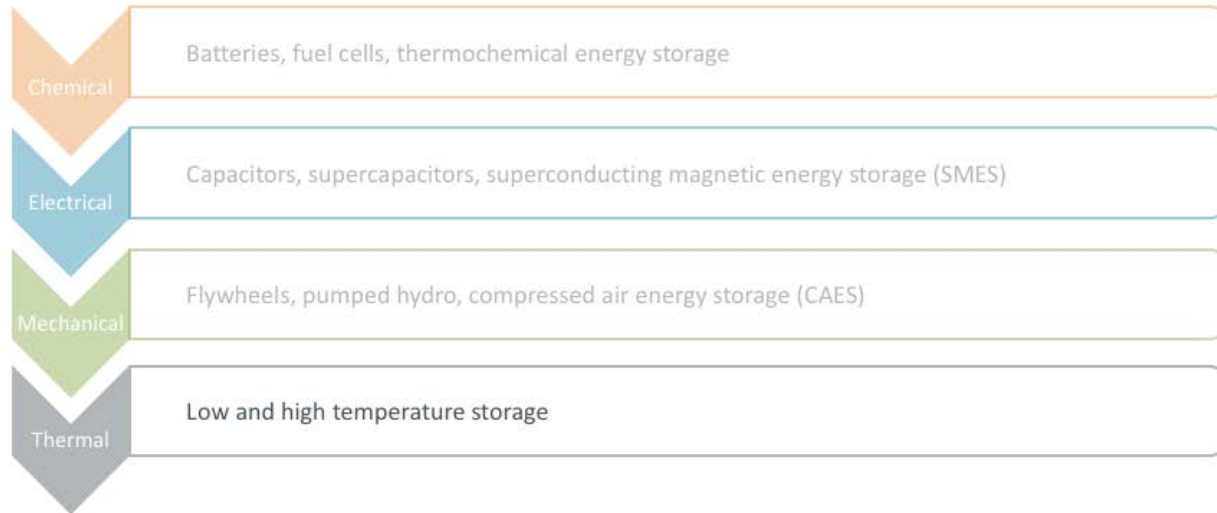 Chemical
Batteries, fuel cells, thermochemical energy storage
Electrical
Capacitors, supercapacitors, superconducting magnetic energy storage (SMES)
Mechanical
Flywheels, pumped hydro, compressed air energy storage (CAES)
Thermal
Low and high temperature storage